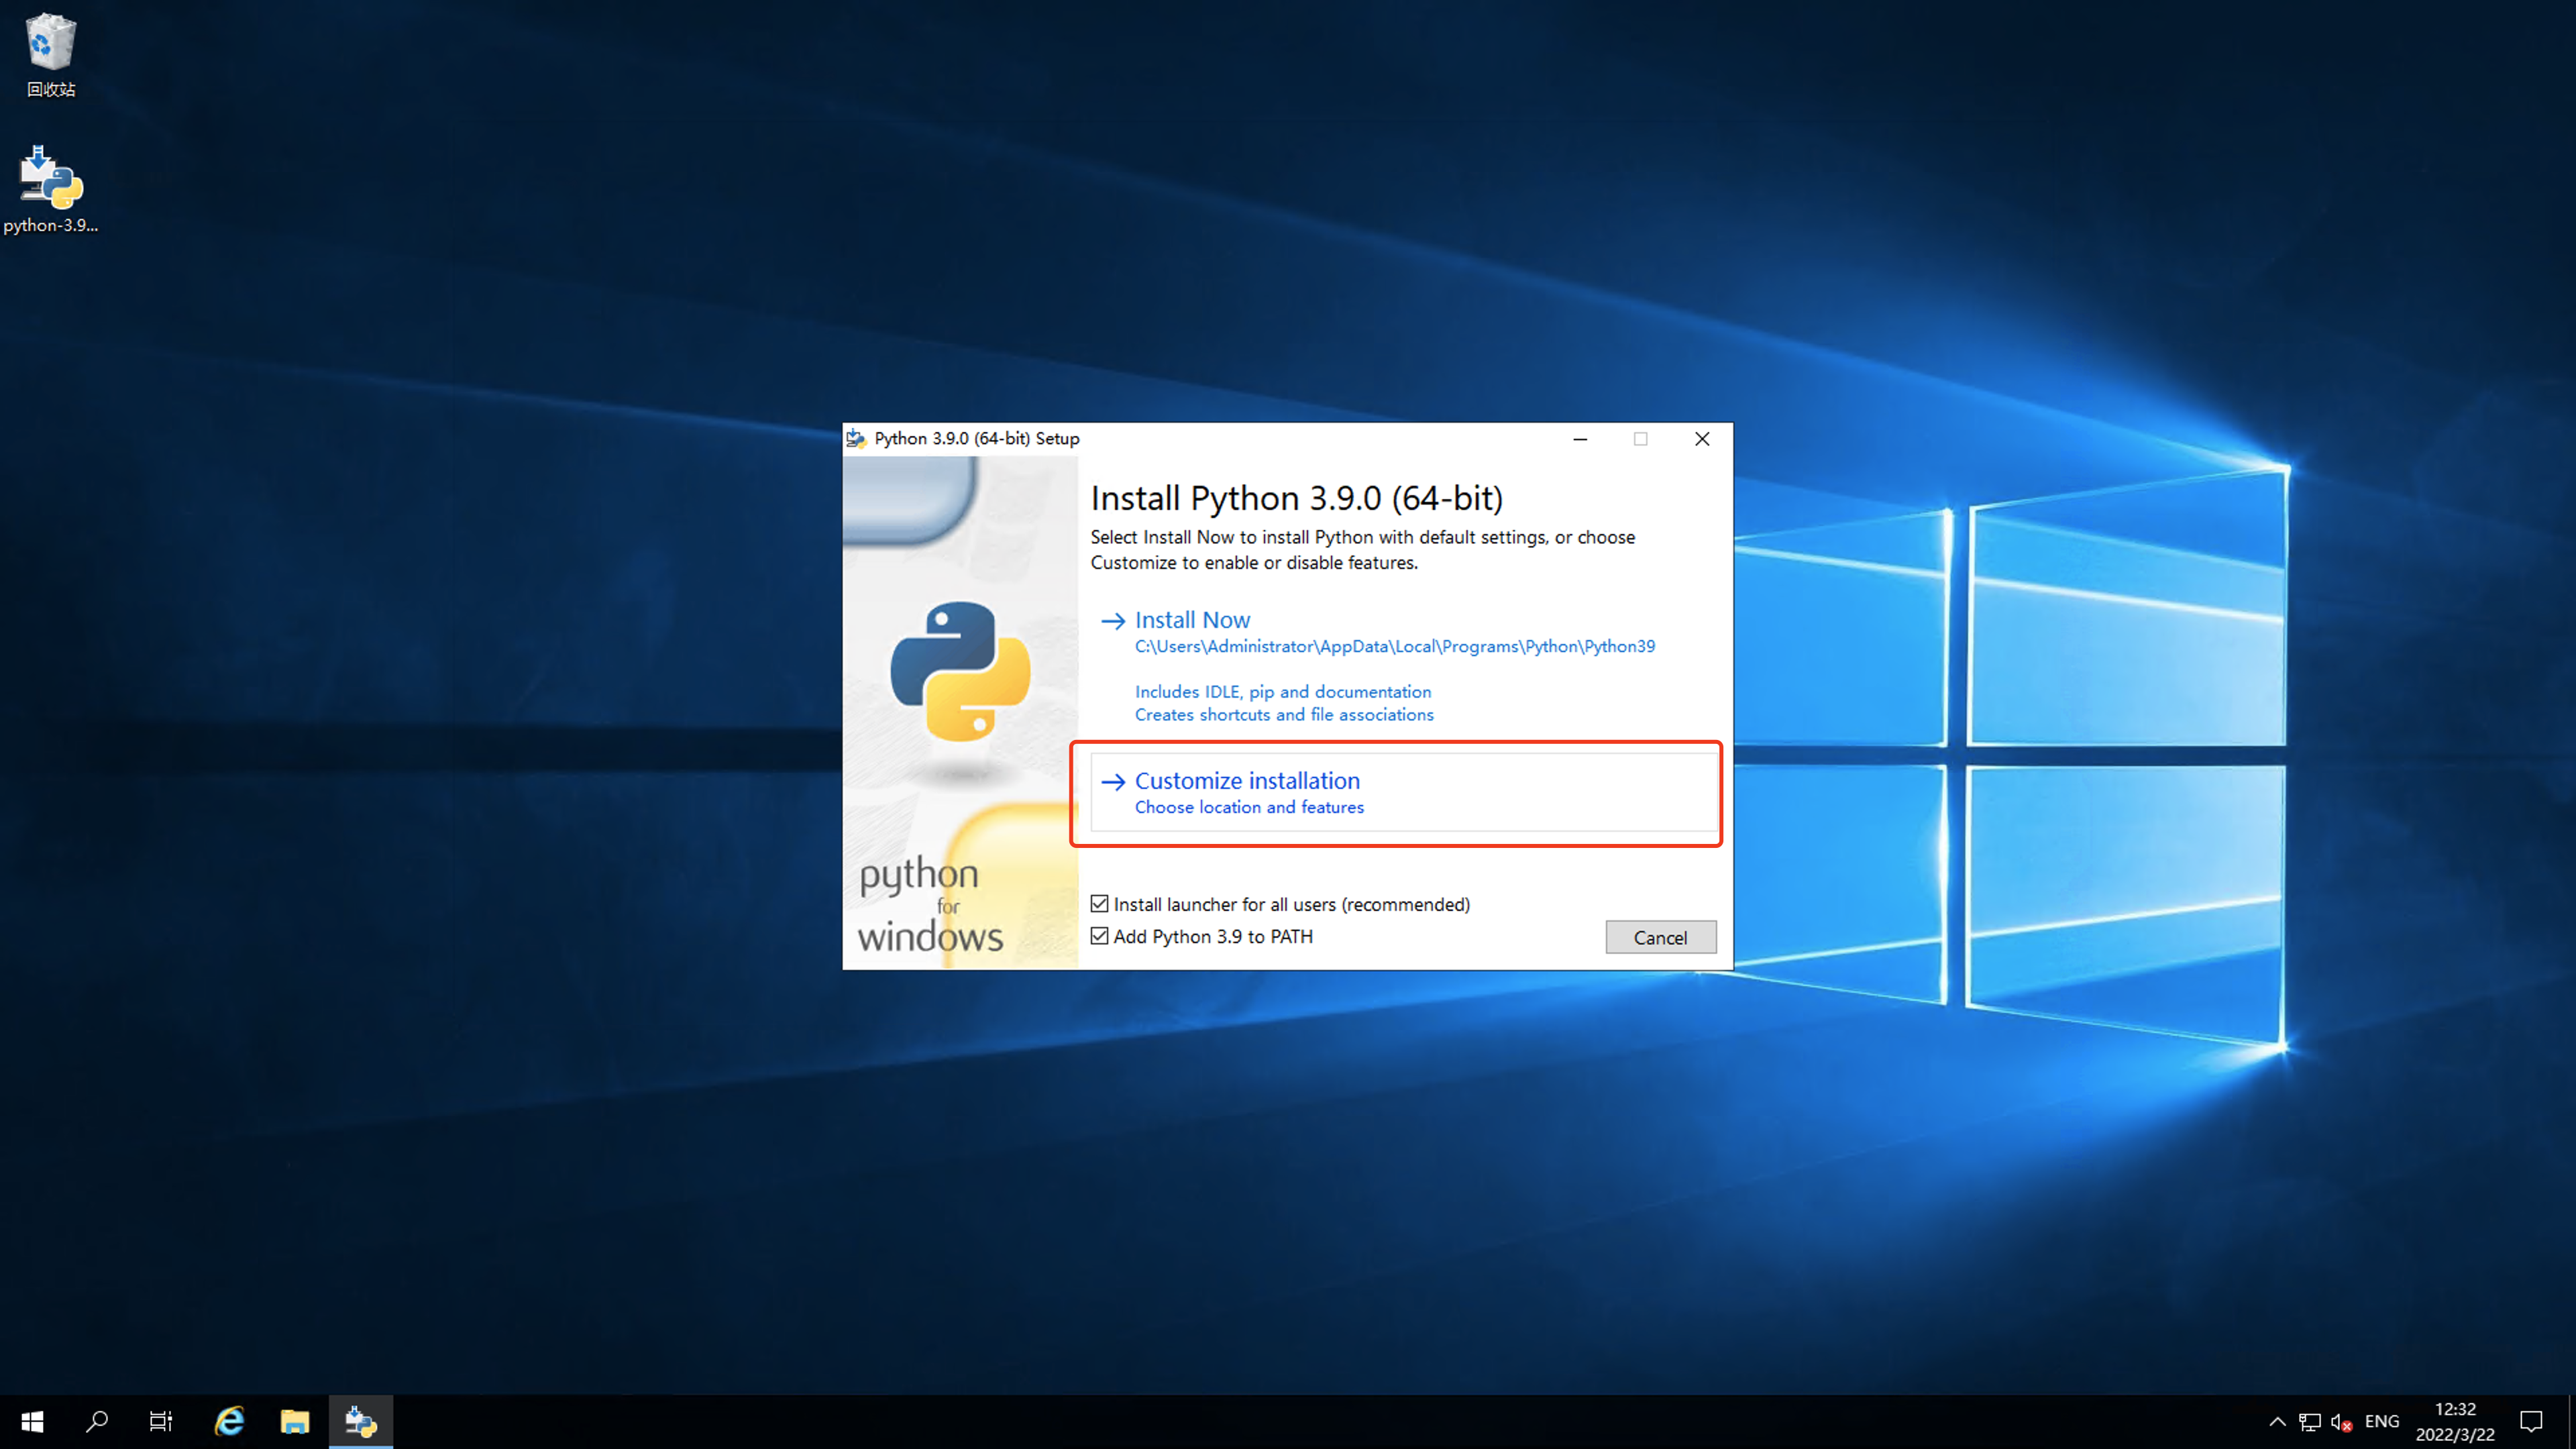 回收站
python-3.9...
Python 3.9.0 (64-bit) Setup
Install Python 3.9.0 (64-bit)
Select Install Now to install Python with default settings, or choose
Customize to enable or disable features.
Install Now
C:\Users\Administrator\AppData\Local\Programs\Python\Python39
Includes IDLE, pip and documentation
Creates shortcuts and file associations
Customize installation
Choose location and features
python
for
windows
Install launcher for all users (recommended)
Add Python 3.9 to PATH
Cancel
ENG
12:32
2022/3/22